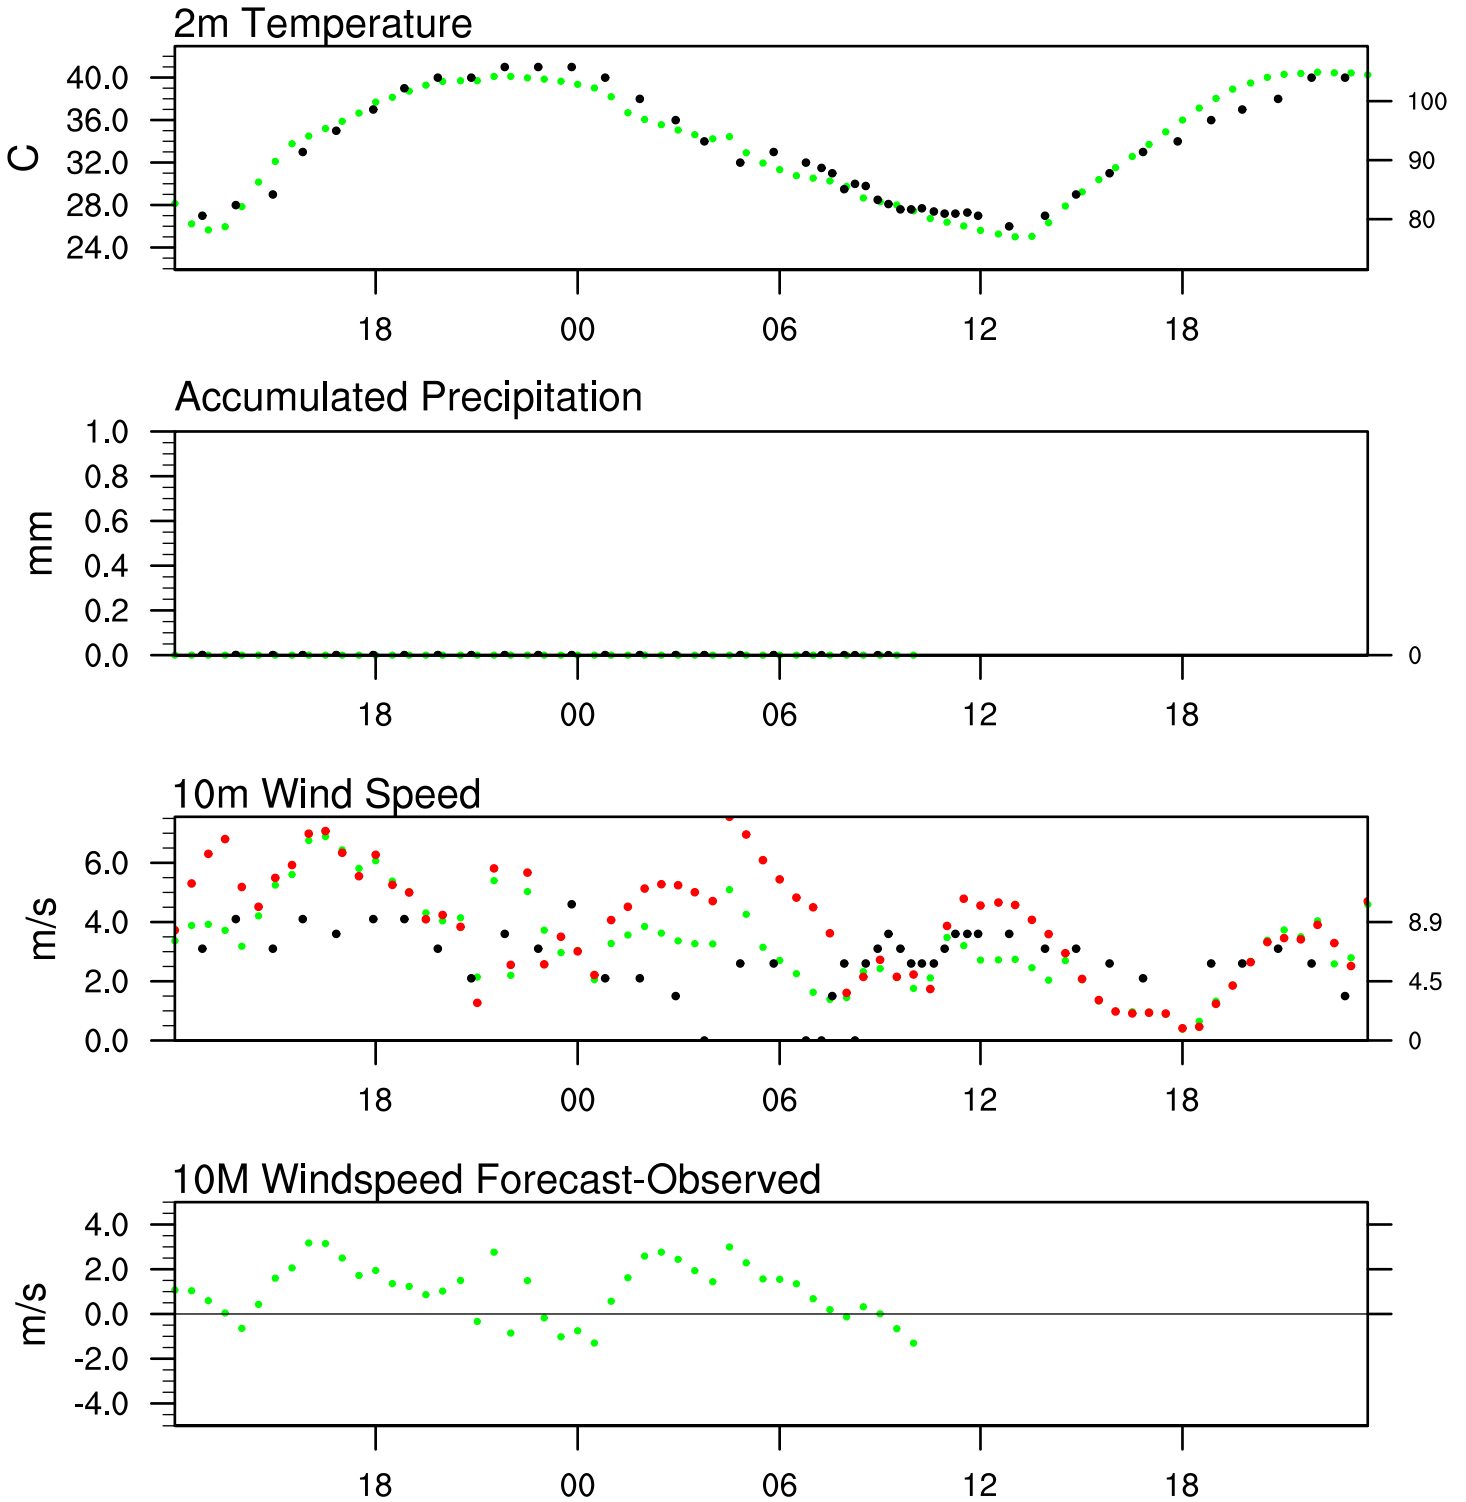 2m Temperature
40.0
36.0
32.0
28.0
24.0
C
100
90
80
18 00 06 12 18
Accumulated Precipitation
1.0
0.8
0.6
0.4
0.2
0.0
mm
0
18 00 06 12 18
10m Wind Speed
6.0
4.0
2.0
0.0
m/s
8.9
4.5
0
18 00 06 12 18
10M Windspeed Forecast-Observed
4.0
2.0
0.0
-2.0
-4.0
m/s
18 00 06 12 18